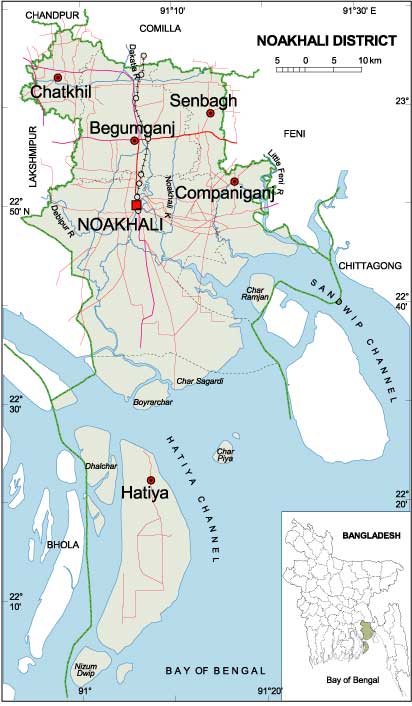 CHANDPUR
COMILLA
91°10'
91°30' E
NOAKHALI DISTRICT
5 0 5 10 km
Dakatia R
Chatkhil
Senbagh
23°
Begumganj
FENI
LAKSHMIPUR
Little Feni R
Noakhali K
Companiganj
22°
50' N
Debipur R
NOAKHALI
CHITTAGONG
22°
40'
Char
Ramjan
SANDWIP CHANNEL
Char Sagardi
22°
30'
Boyrarchar
HATIYA CHANNEL
Char
Piya
Dhalchar
Hatiya
22°
20'
BANGLADESH
BHOLA
22°
10'
Bay of Bengal
Nizum
Dwip
BAY OF BENGAL
91°
91°20'